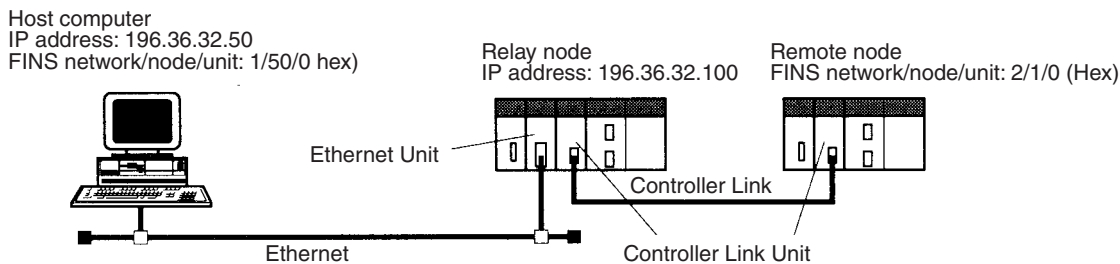 Host computer
IP address: 196.36.32.50
FINS network/node/unit: 1/50/0 hex)
Relay node
IP address: 196.36.32.100
Remote node
FINS network/node/unit: 2/1/0 (Hex)
Ethernet Unit
Controller Link
Ethernet
Controller Link Unit